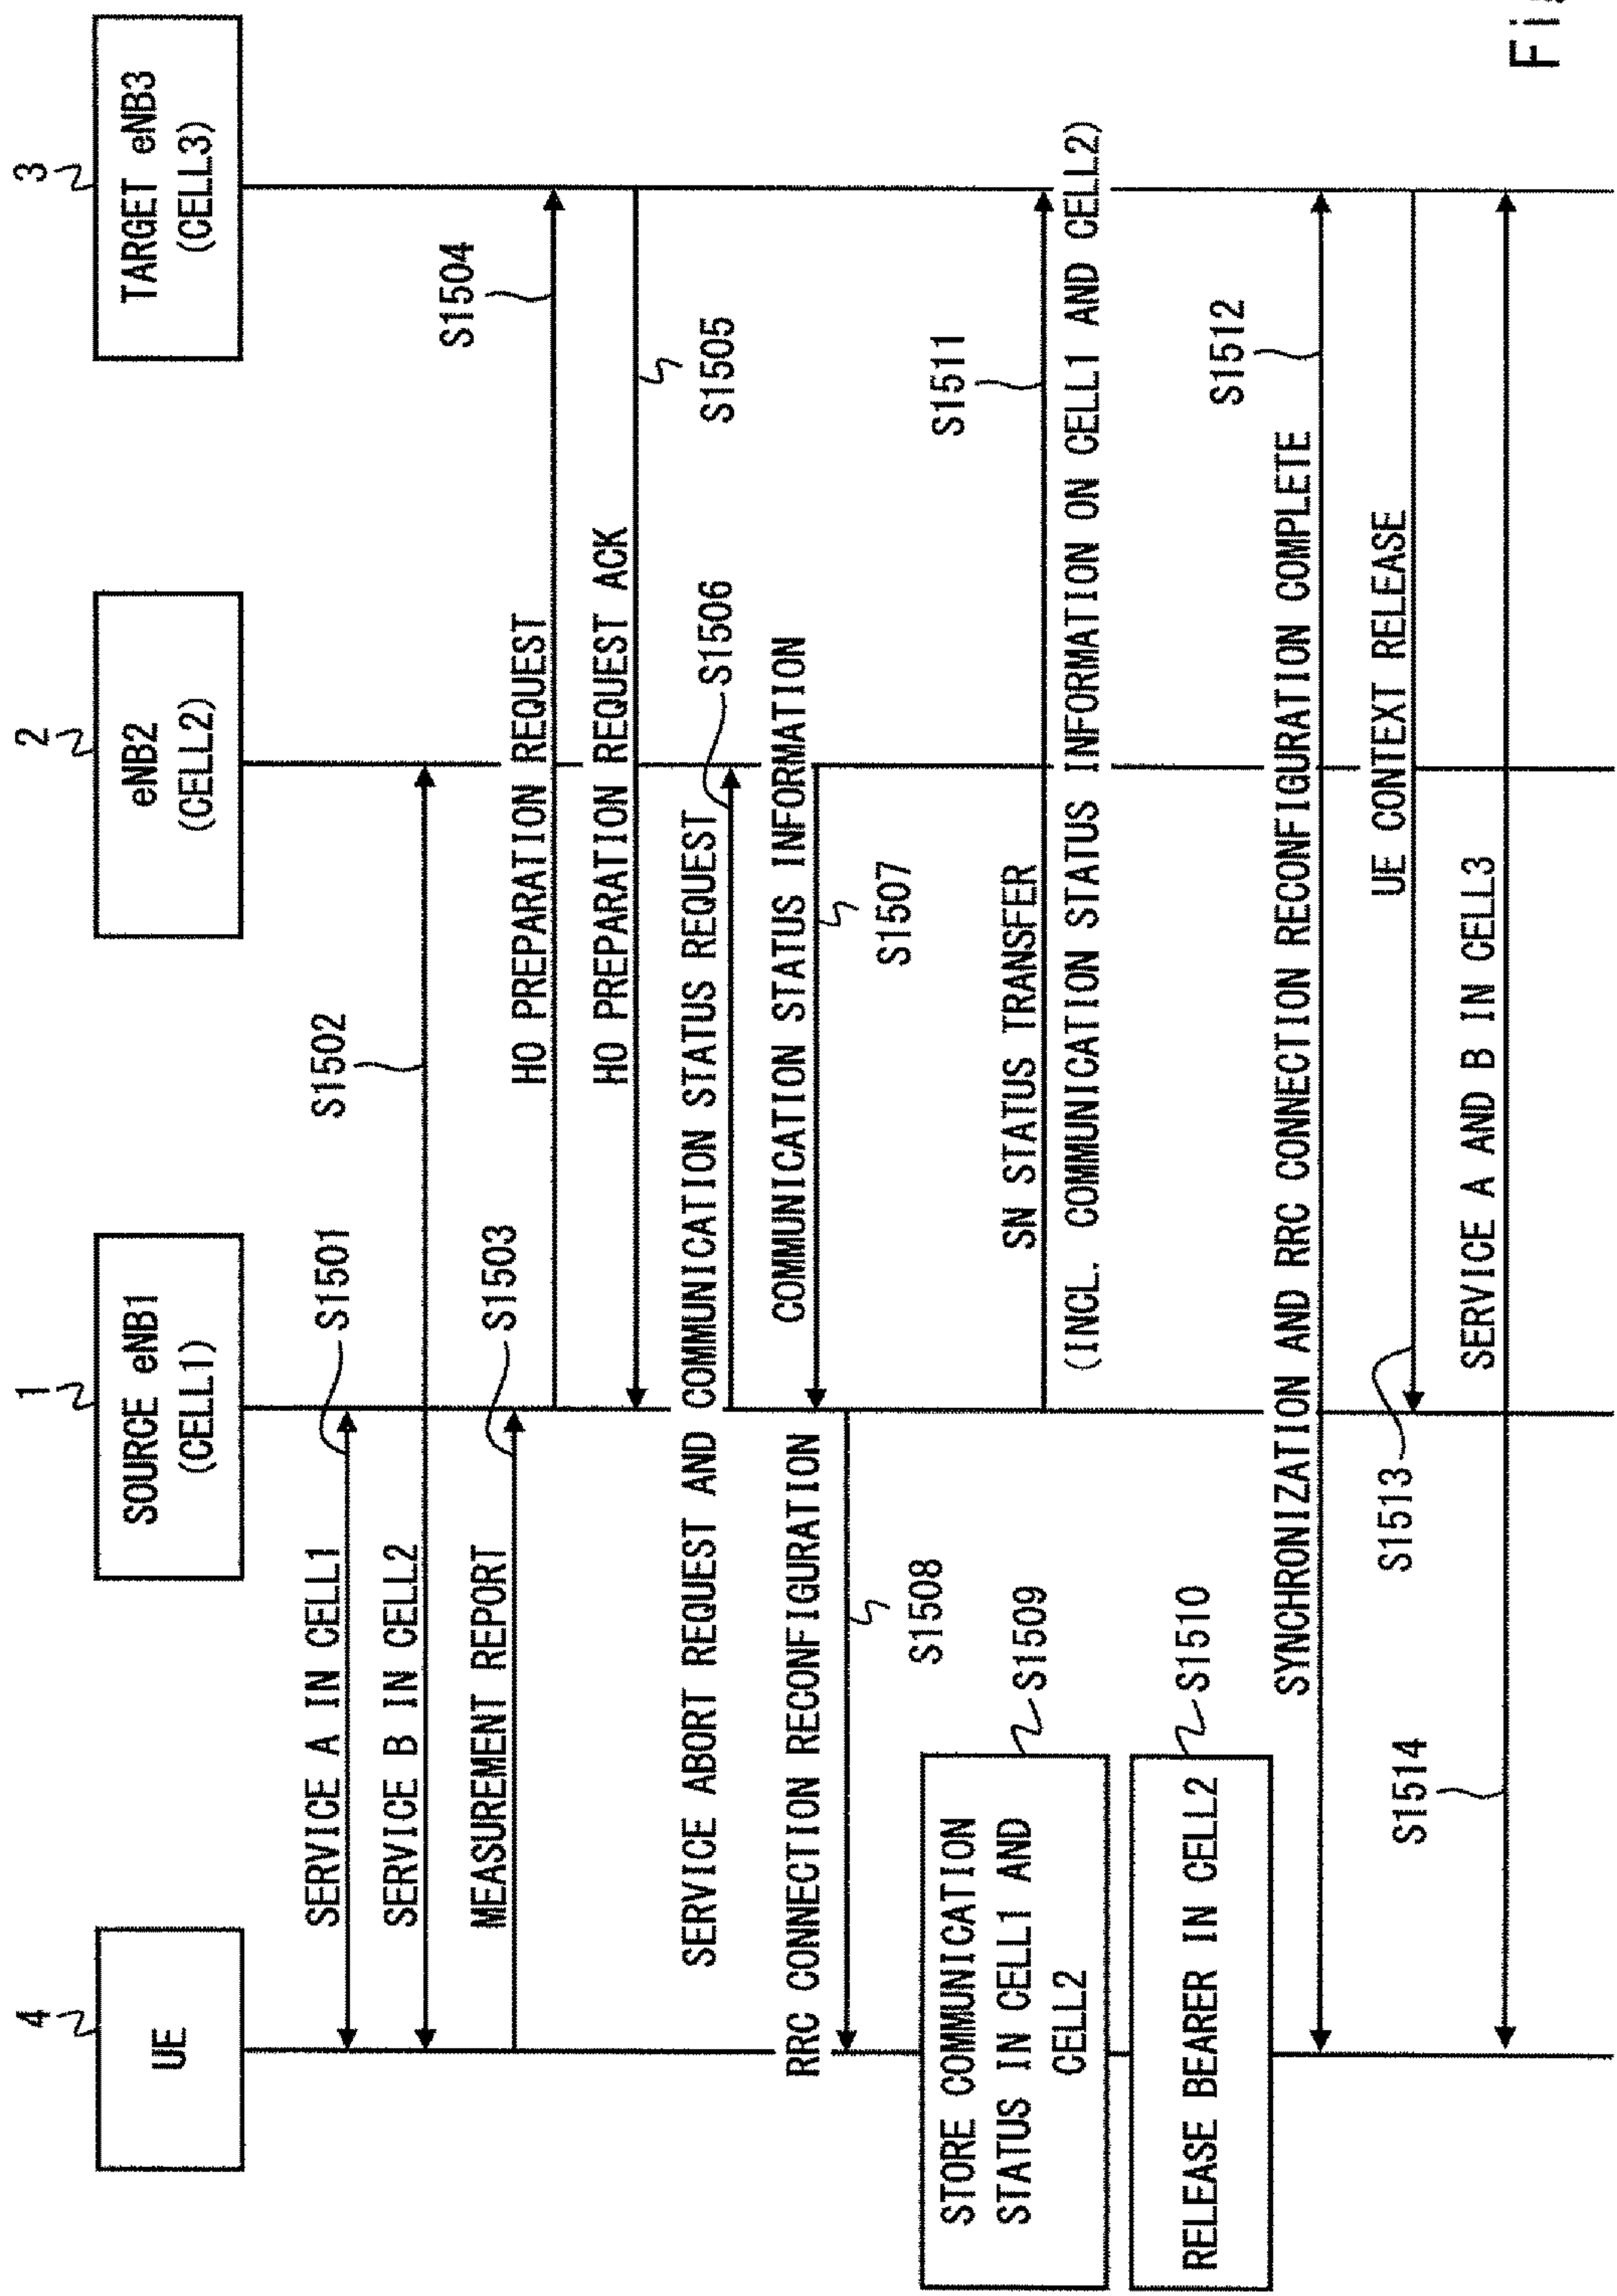 4
1
2
3
UE
SOURCE eNB1
(CELL1)
eNB2
(CELL2)
TARGET eNB3
(CELL3)
SERVICE A IN CELL1
S1501
SERVICE B IN CELL2
S1502
MEASUREMENT REPORT
S1503
HO PREPARATION REQUEST
S1504
HO PREPARATION REQUEST ACK
S1505
SERVICE ABORT REQUEST AND COMMUNICATION STATUS REQUEST
S1506
COMMUNICATION STATUS INFORMATION
S1507
RRC CONNECTION RECONFIGURATION
S1508
STORE COMMUNICATION
STATUS IN CELL1 AND
CELL2
S1509
RELEASE BEARER IN CELL2
S1510
SN STATUS TRANSFER
S1511
(INCL. COMMUNICATION STATUS INFORMATION ON CELL1 AND CELL2)
SYNCHRONIZATION AND RRC CONNECTION RECONFIGURATION COMPLETE
S1512
UE CONTEXT RELEASE
S1513
SERVICE A AND B IN CELL3
S1514